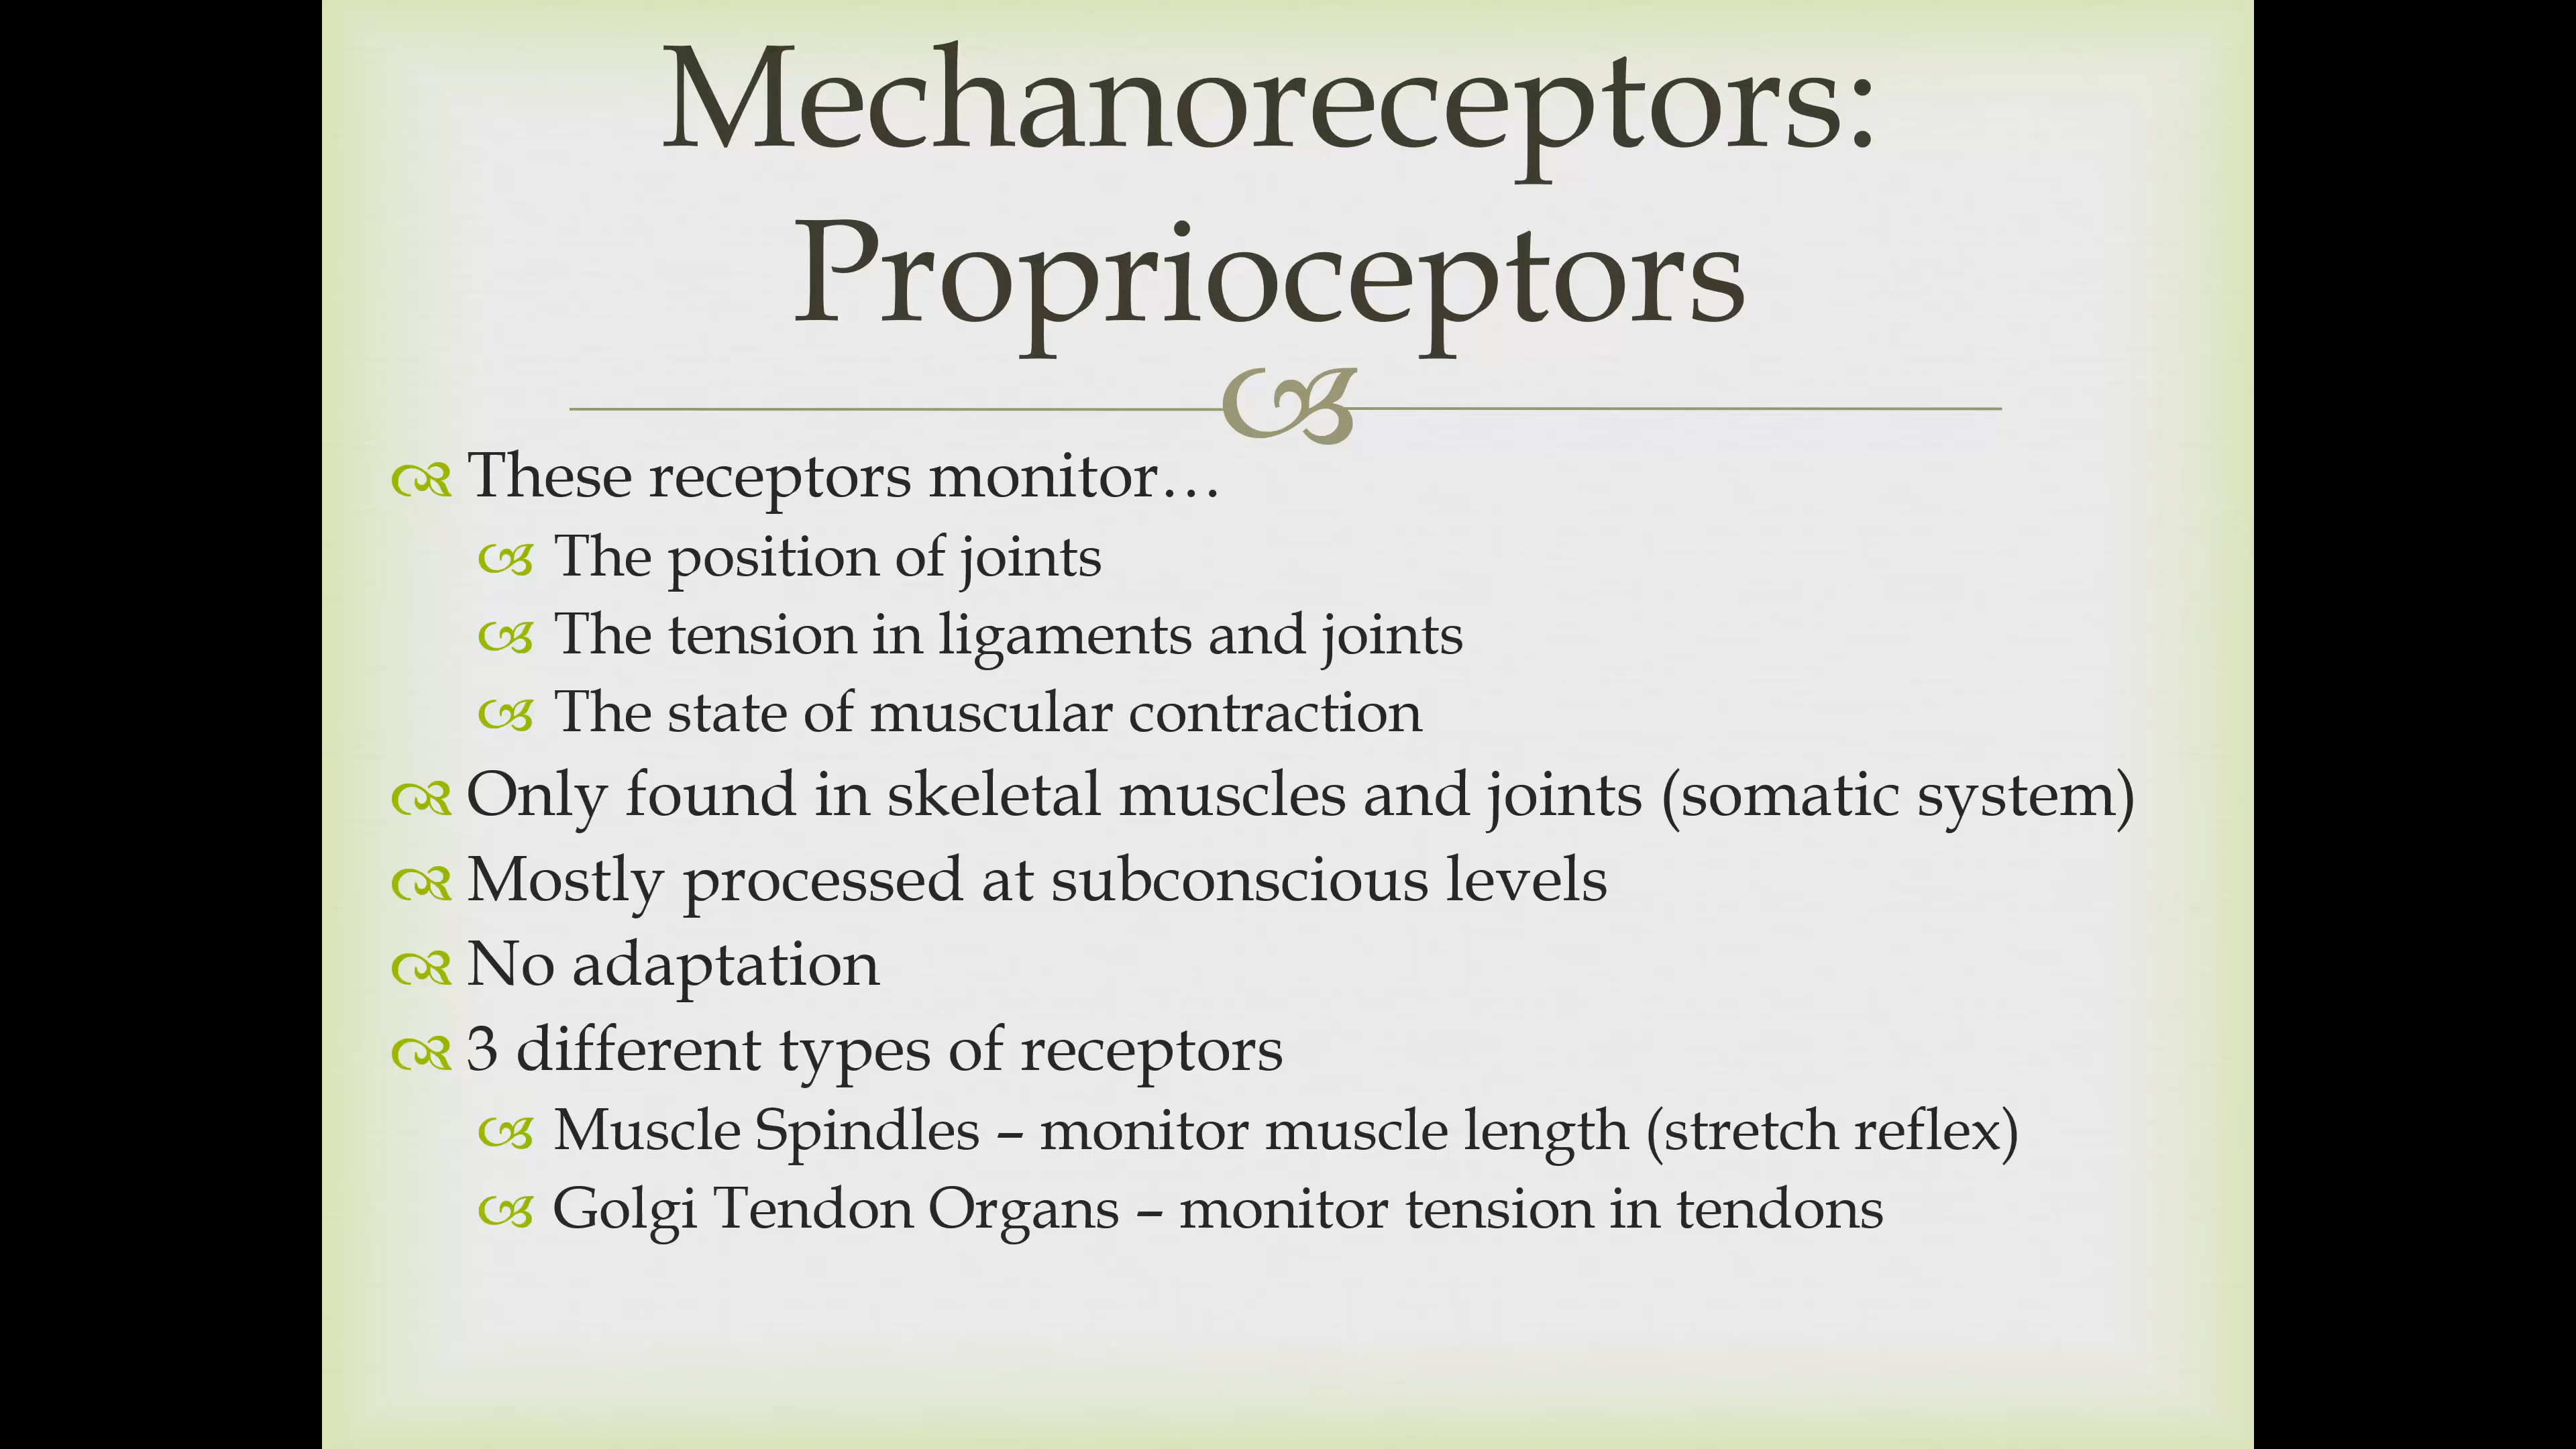 Mechanoreceptors:
Proprioceptors
These receptors monitor…
The position of joints
The tension in ligaments and joints
The state of muscular contraction
Only found in skeletal muscles and joints (somatic system)
Mostly processed at subconscious levels
No adaptation
3 different types of receptors
Muscle Spindles – monitor muscle length (stretch reflex)
Golgi Tendon Organs – monitor tension in tendons